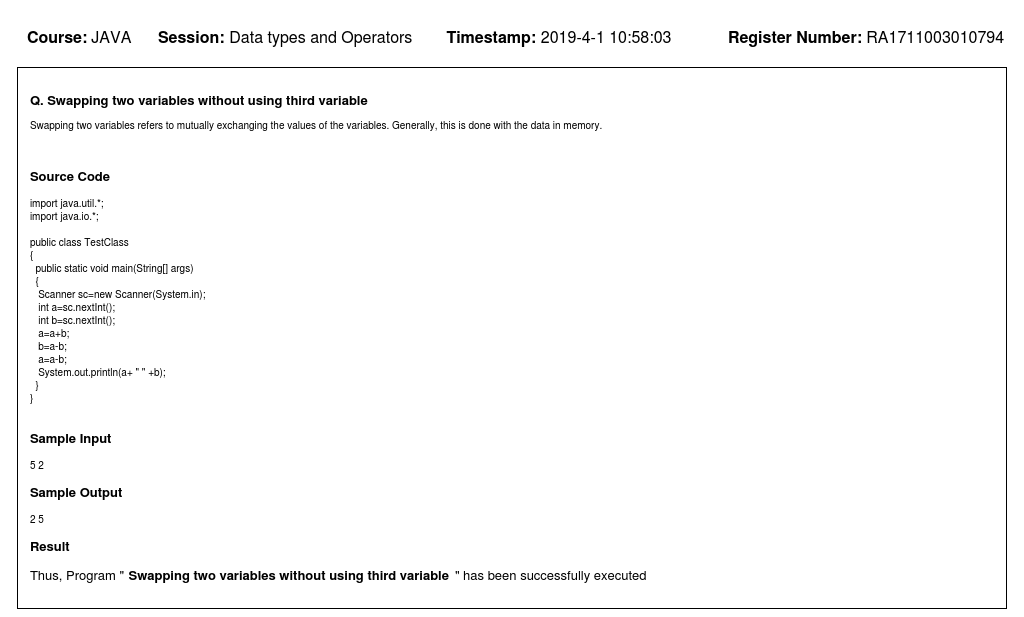 Course: JAVA Session: Data types and Operators Timestamp: 2019-4-1 10:58:03 Register Number: RA1711003010794
Q. Swapping two variables without using third variable
Swapping two variables refers to mutually exchanging the values of the variables. Generally, this is done with the data in memory.
Source Code
import java.util.*;
import java.io.*;
public class TestClass
{
public static void main(String[] args)
{
Scanner sc=new Scanner(System.in);
int a=sc.nextInt();
int b=sc.nextInt();
a=a+b;
b=a-b;
a=a-b;
System.out.println(a+ " " +b);
}
}
Sample Input
5 2
Sample Output
2 5
Result
Thus, Program " Swapping two variables without using third variable " has been successfully executed